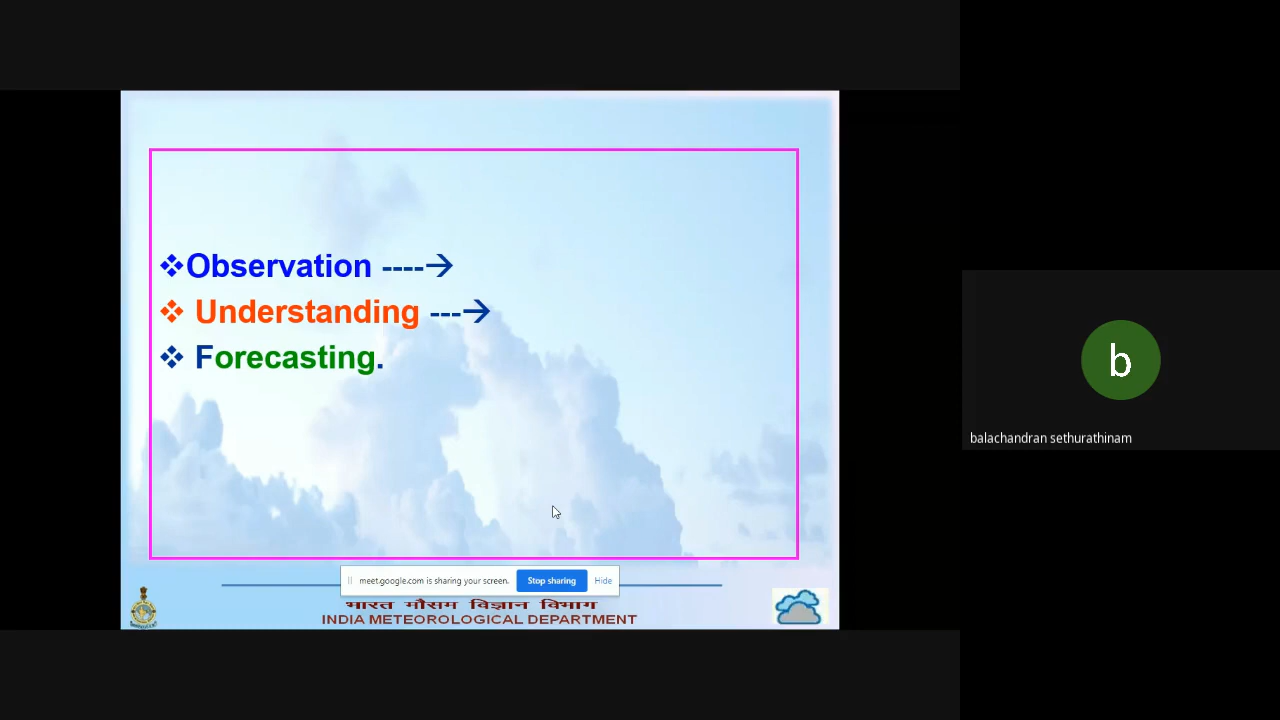 ❖Observation ----→
❖ Understanding ---→
❖ Forecasting.
meet.google.com is sharing your screen. Stop sharing Hide
भारत मौसम विज्ञान विभाग
INDIA METEOROLOGICAL DEPARTMENT
b
balachandran sethurathinam